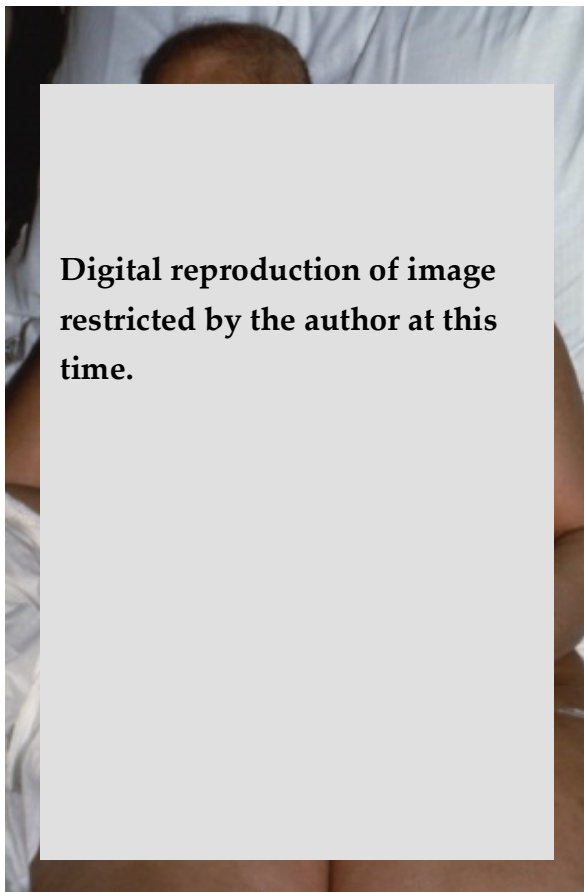 Digital reproduction of image
restricted by the author at this
time.